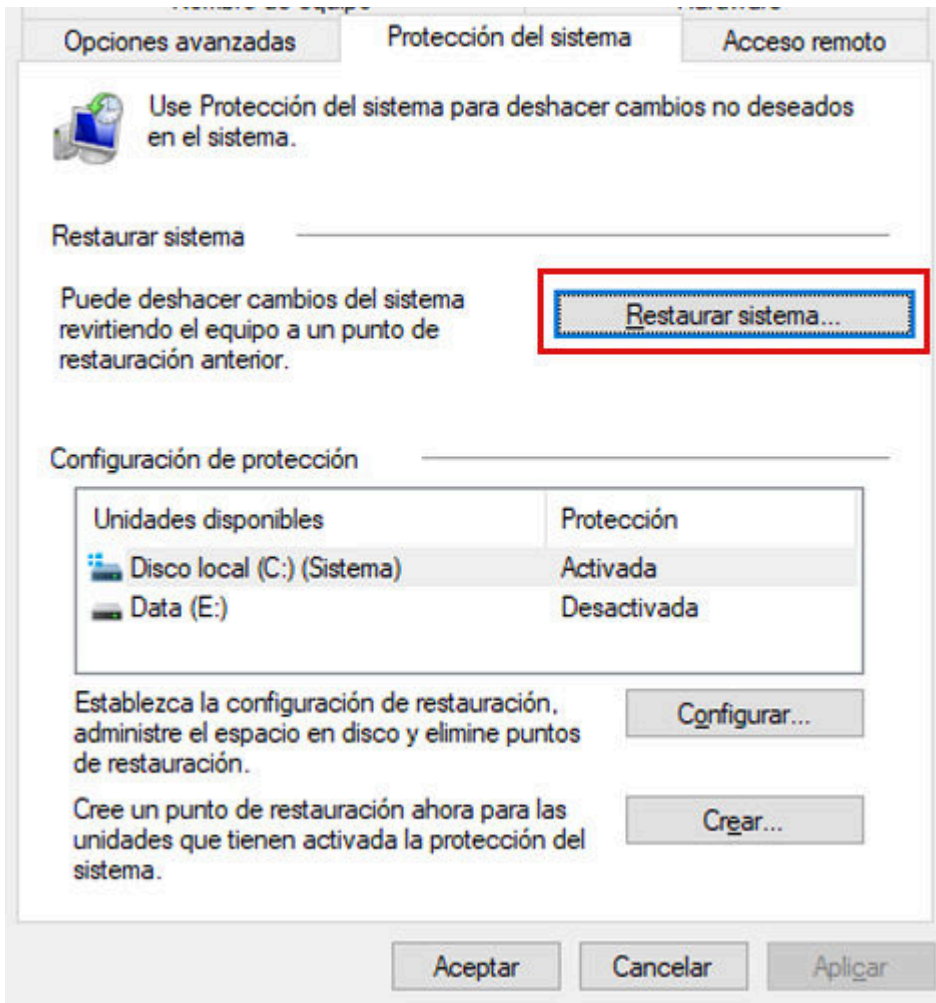 Opciones avanzadas
Protección del sistema
Acceso remoto
Use Protección del sistema para deshacer cambios no deseados
en el sistema.
Restaurar sistema
Puede deshacer cambios del sistema
revirtiendo el equipo a un punto de
restauración anterior.
Restaurar sistema...
Configuración de protección
Unidades disponibles
Protección
Disco local (C:) (Sistema)
Activada
Data (E:)
Desactivada
Establezca la configuración de restauración,
administre el espacio en disco y elimine puntos
de restauración.
Configurar...
Cree un punto de restauración ahora para las
unidades que tienen activada la protección del
sistema.
Crear...
Aceptar
Cancelar
Aplicar